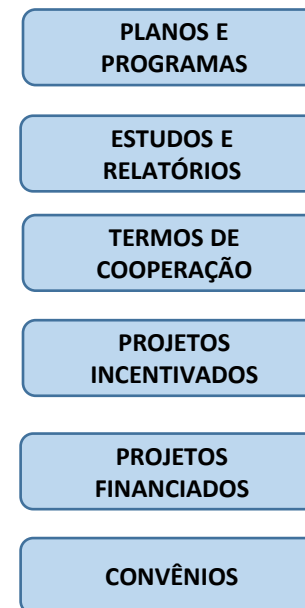 PLANOS E
PROGRAMAS
ESTUDOS E
RELATÓRIOS
TERMOS DE
COOPERAÇÃO
PROJETOS
INCENTIVADOS
PROJETOS
FINANCIADOS
CONVÊNIOS